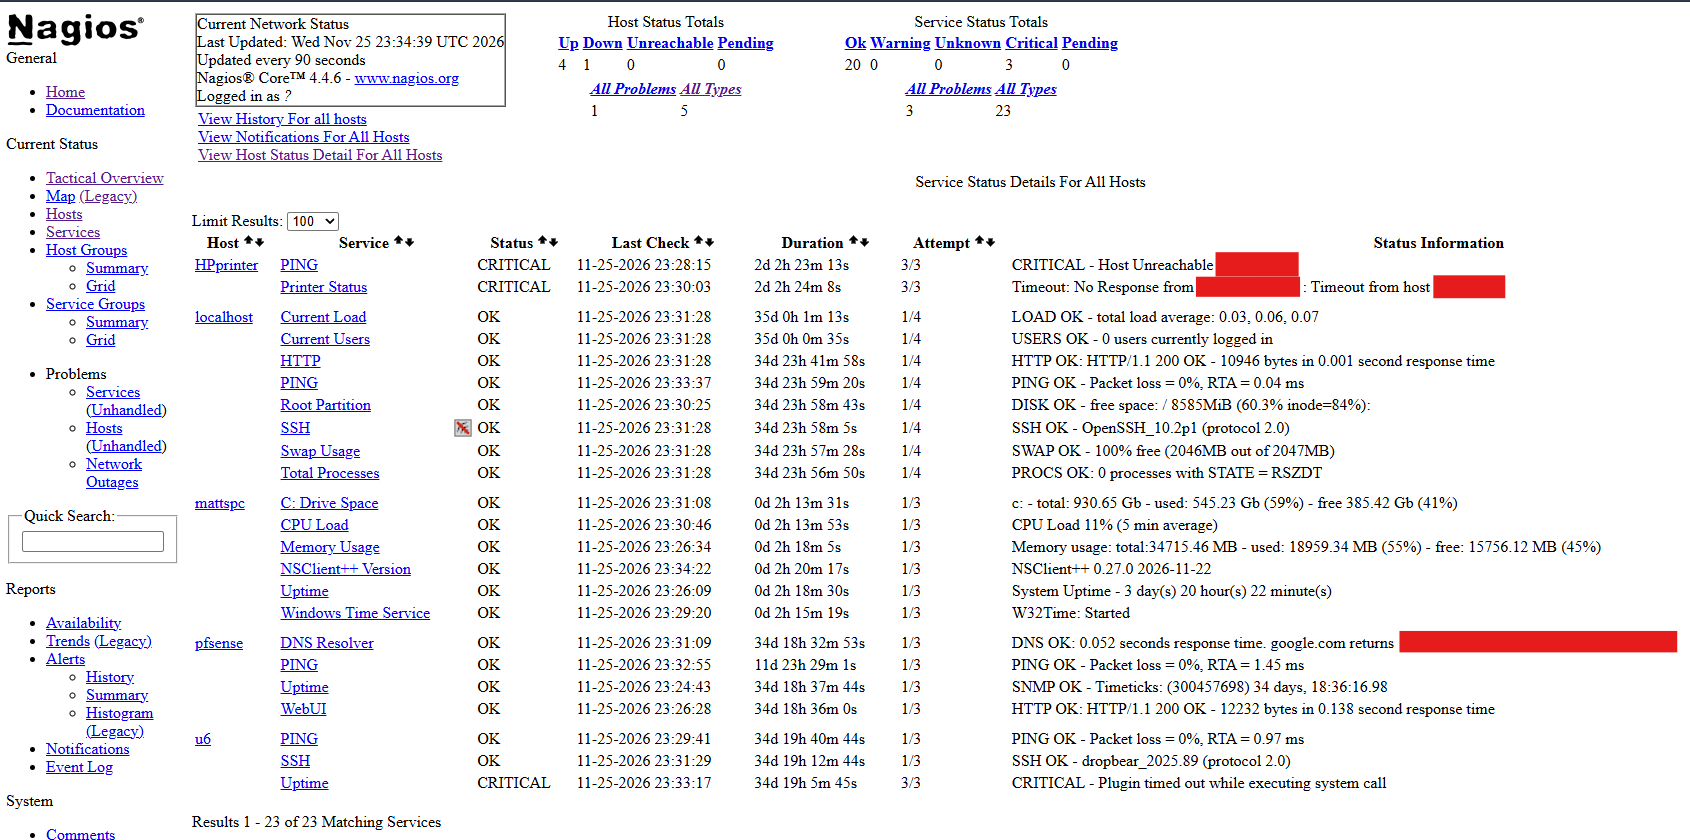 Nagios®
General
Home
Documentation
Current Status
Tactical Overview
Map (Legacy)
Hosts
Services
Host Groups
Summary
Grid
Service Groups
Summary
Grid
Problems
Services
(Unhandled)
Hosts
(Unhandled)
Network
Outages
Quick Search:
Reports
Availability
Trends (Legacy)
Alerts
History
Summary
Histogram
(Legacy)
Notifications
Event Log
System
Comments
Current Network Status
Last Updated: Wed Nov 25 23:34:39 UTC 2026
Updated every 90 seconds
Nagios® Core™ 4.4.6 - www.nagios.org
Logged in as ?
View History For all hosts
View Notifications For All Hosts
View Host Status Detail For All Hosts
Host Status Totals
Up Down Unreachable Pending
4 1 0 0
All Problems All Types
1 5
Service Status Totals
Ok Warning Unknown Critical Pending
20 0 0 3 0
All Problems All Types
3 23
Service Status Details For All Hosts
Limit Results: 100
Host Service Status Last Check Duration Attempt Status Information
HPprinter PING CRITICAL 11-25-2026 23:28:15 2d 2h 23m 13s 3/3 CRITICAL - Host Unreachable
Printer Status CRITICAL 11-25-2026 23:30:03 2d 2h 24m 8s 3/3 Timeout: No Response from : Timeout from host
localhost Current Load OK 11-25-2026 23:31:28 35d 0h 1m 13s 1/4 LOAD OK - total load average: 0.03, 0.06, 0.07
Current Users OK 11-25-2026 23:31:28 35d 0h 0m 35s 1/4 USERS OK - 0 users currently logged in
HTTP OK 11-25-2026 23:31:28 34d 23h 41m 58s 1/4 HTTP OK: HTTP/1.1 200 OK - 10946 bytes in 0.001 second response time
PING OK 11-25-2026 23:33:37 34d 23h 59m 20s 1/4 PING OK - Packet loss = 0%, RTA = 0.04 ms
Root Partition OK 11-25-2026 23:30:25 34d 23h 58m 43s 1/4 DISK OK - free space: / 8585MiB (60.3% inode=84%):
SSH OK 11-25-2026 23:31:28 34d 23h 58m 5s 1/4 SSH OK - OpenSSH_10.2p1 (protocol 2.0)
Swap Usage OK 11-25-2026 23:31:28 34d 23h 57m 28s 1/4 SWAP OK - 100% free (2046MB out of 2047MB)
Total Processes OK 11-25-2026 23:31:28 34d 23h 56m 50s 1/4 PROCS OK: 0 processes with STATE = RSZDT
mattspc C: Drive Space OK 11-25-2026 23:31:08 0d 2h 13m 31s 1/3 c: - total: 930.65 Gb - used: 545.23 Gb (59%) - free 385.42 Gb (41%)
CPU Load OK 11-25-2026 23:30:46 0d 2h 13m 53s 1/3 CPU Load 11% (5 min average)
Memory Usage OK 11-25-2026 23:26:34 0d 2h 18m 5s 1/3 Memory usage: total:34715.46 MB - used: 18959.34 MB (55%) - free: 15756.12 MB (45%)
NSClient++ Version OK 11-25-2026 23:34:22 0d 2h 20m 17s 1/3 NSClient++ 0.27.0 2026-11-22
Uptime OK 11-25-2026 23:26:09 0d 2h 18m 30s 1/3 System Uptime - 3 day(s) 20 hour(s) 22 minute(s)
Windows Time Service OK 11-25-2026 23:29:20 0d 2h 15m 19s 1/3 W32Time: Started
pfsense DNS Resolver OK 11-25-2026 23:31:09 34d 18h 32m 53s 1/3 DNS OK: 0.052 seconds response time. google.com returns
PING OK 11-25-2026 23:32:55 11d 23h 29m 1s 1/3 PING OK - Packet loss = 0%, RTA = 1.45 ms
Uptime OK 11-25-2026 23:24:43 34d 18h 37m 44s 1/3 SNMP OK - Timeticks: (300457698) 34 days, 18:36:16.98
WebUI OK 11-25-2026 23:26:28 34d 18h 36m 0s 1/3 HTTP OK: HTTP/1.1 200 OK - 12232 bytes in 0.138 second response time
u6 PING OK 11-25-2026 23:29:41 34d 19h 40m 44s 1/3 PING OK - Packet loss = 0%, RTA = 0.97 ms
SSH OK 11-25-2026 23:31:29 34d 19h 12m 44s 1/3 SSH OK - dropbear_2025.89 (protocol 2.0)
Uptime CRITICAL 11-25-2026 23:33:17 34d 19h 5m 45s 3/3 CRITICAL - Plugin timed out while executing system call
Results 1 - 23 of 23 Matching Services